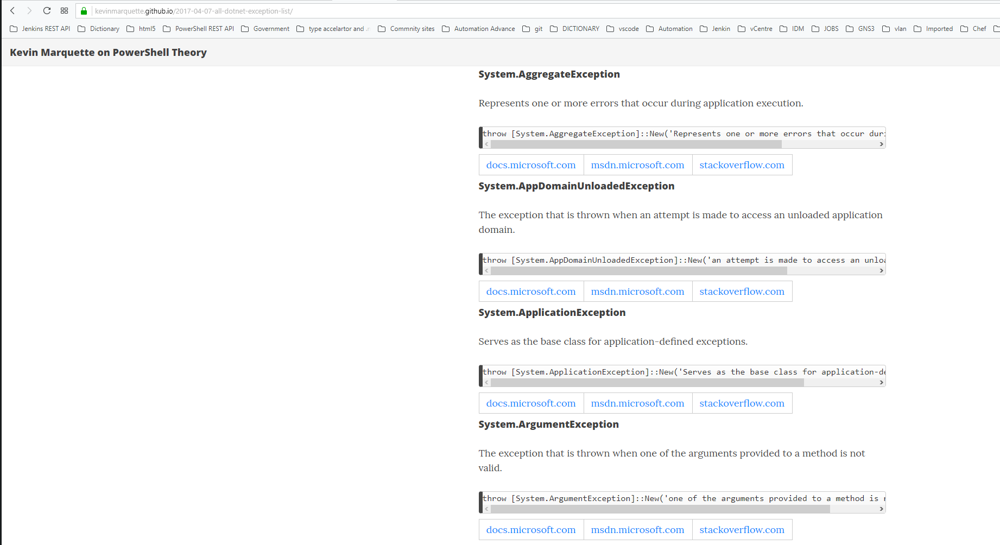 kevinmarquette.github.io/2017-04-07-all-dotnet-exception-list/
Jenkins REST API Dictionary html5 PowerShell REST API Government type accelartor and Commnity sites Automation Advance git DICTIONARY vscode Automation Jenkin vCentre IDM JOBS GNS3 vlan Imported Chef
Kevin Marquette on PowerShell Theory
System.AggregateException
Represents one or more errors that occur during application execution.
throw [System.AggregateException]::New('Represents one or more errors that occur duri
docs.microsoft.com msdn.microsoft.com stackoverflow.com
System.AppDomainUnloadedException
The exception that is thrown when an attempt is made to access an unloaded application
domain.
throw [System.AppDomainUnloadedException]::New('an attempt is made to access an unloa
docs.microsoft.com msdn.microsoft.com stackoverflow.com
System.ApplicationException
Serves as the base class for application-defined exceptions.
throw [System.ApplicationException]::New('Serves as the base class for application-de
docs.microsoft.com msdn.microsoft.com stackoverflow.com
System.ArgumentException
The exception that is thrown when one of the arguments provided to a method is not
valid.
throw [System.ArgumentException]::New('one of the arguments provided to a method is
docs.microsoft.com msdn.microsoft.com stackoverflow.com